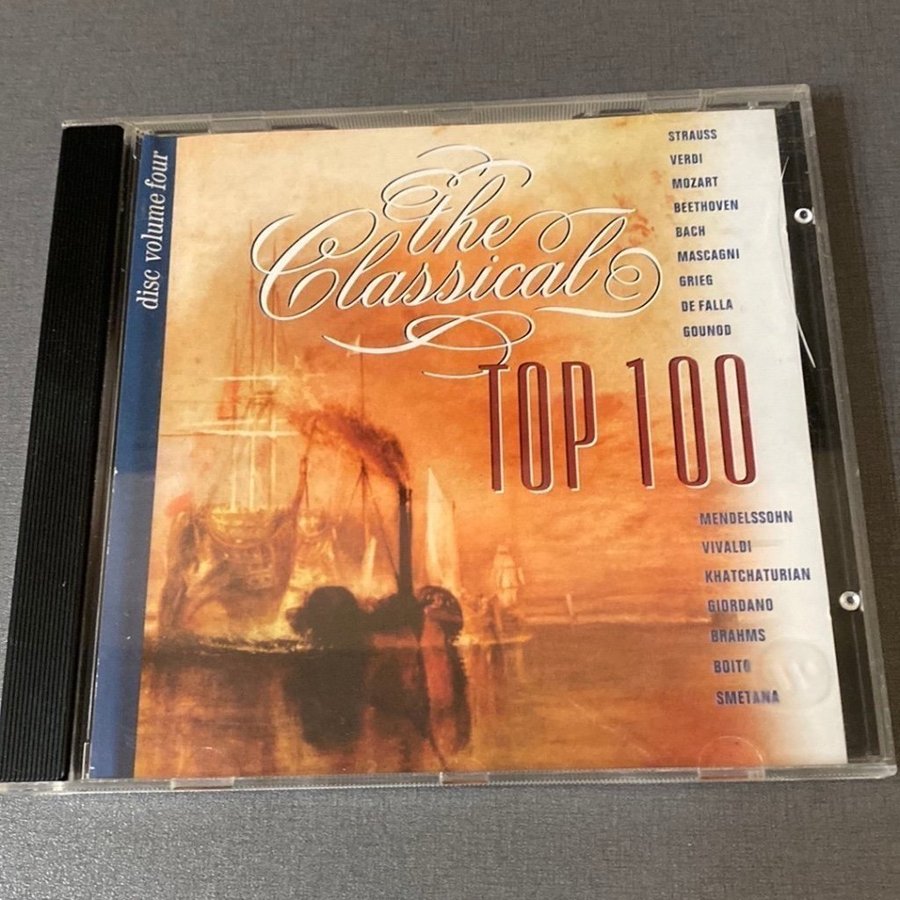 disc volume four
the
Classical
TOP 100
STRAUSS
VERDI
MOZART
BEETHOVEN
BACH
MASCAGNI
GRIEG
DE FALLA
GOUNOD
MENDELSSOHN
VIVALDI
KHATCHATURIAN
GIORDANO
BRAHMS
BOITO
SMETANA